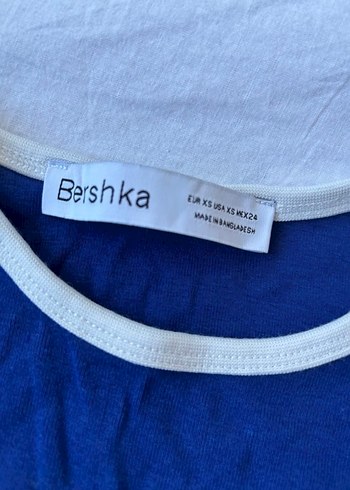 Bershka
EUR XS USA XS MEX 24
MADE IN BANGLADESH